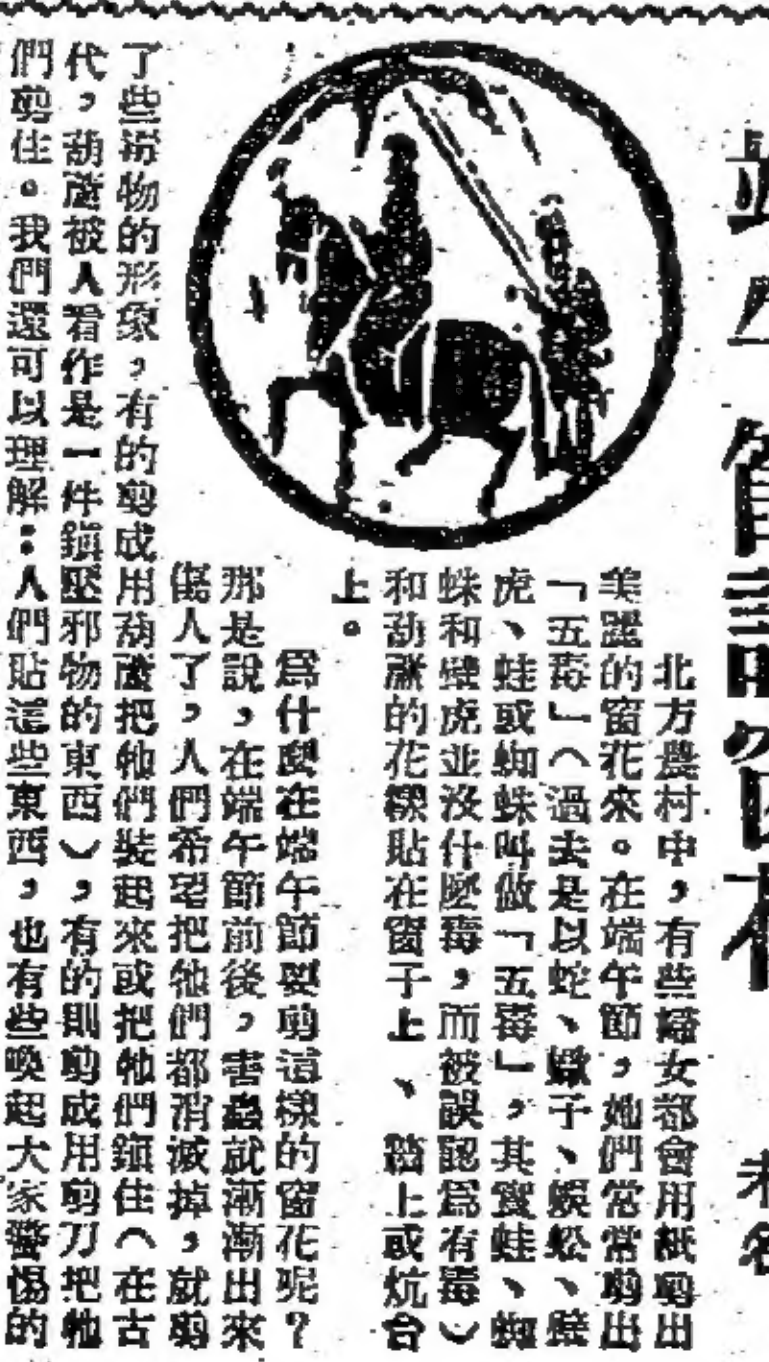 北方農村中，有些婦女都會用紙剪出
美麗的窗花來。在端午節，她們常常剪出
「五毒」（過去是以蛇、蠍子、蜈蚣、壁
虎、蛙或蜘蛛叫做「五毒」，其實蛙、蜘
蛛和壁虎並沒什麼毒，而被誤認爲有毒）
和葫蘆的花樣貼在窗子上、牆上或炕台
上。
爲什麼在端午節要剪這樣的窗花呢？
那是說，在端午節前後，害蟲就漸漸出來
傷人了，人們希望把牠們都消滅掉，就剪
了些毒物的形象，有的剪成用葫蘆把牠們裝起來或把牠們鎮住（在古
代，葫蘆被人看作是一件鎮壓邪物的東西），有的則剪成用剪刀把牠
們剪住。我們還可以理解：人們貼這些東西，也有些喚起大家警惕的